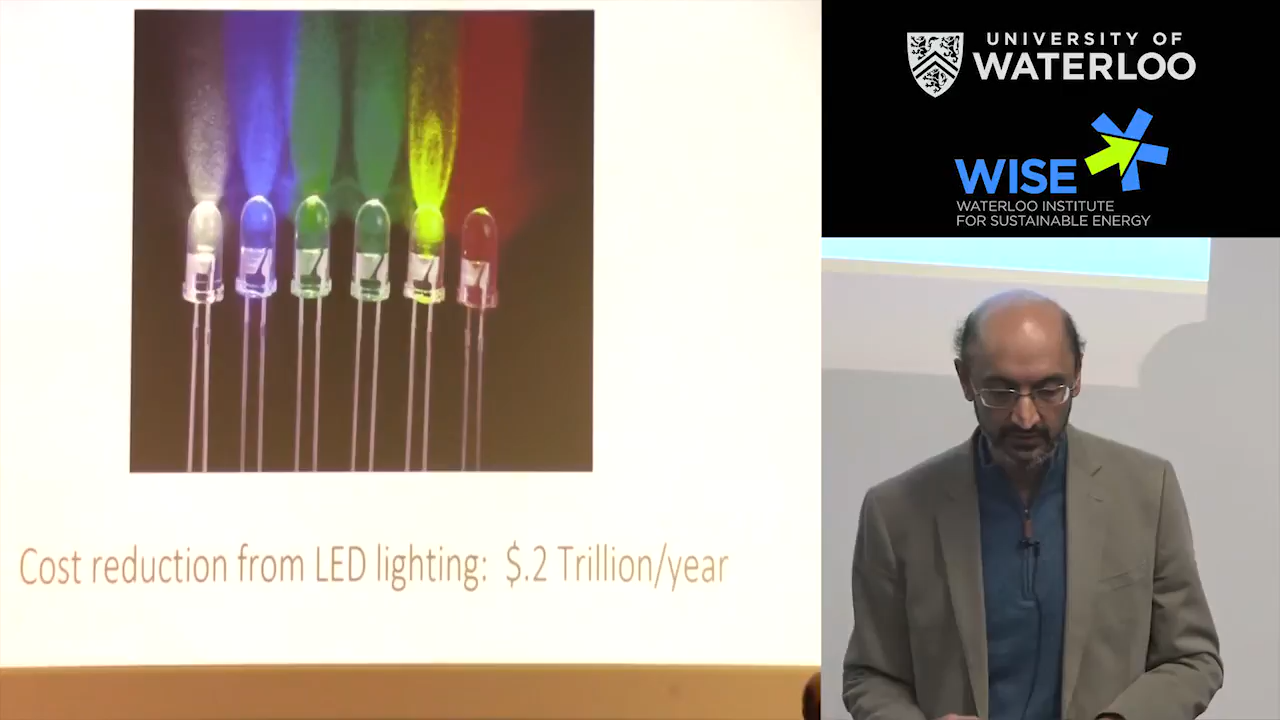 Cost reduction from LED lighting: $.2 Trillion/year
UNIVERSITY OF
WATERLOO
WISE
WATERLOO INSTITUTE
FOR SUSTAINABLE ENERGY